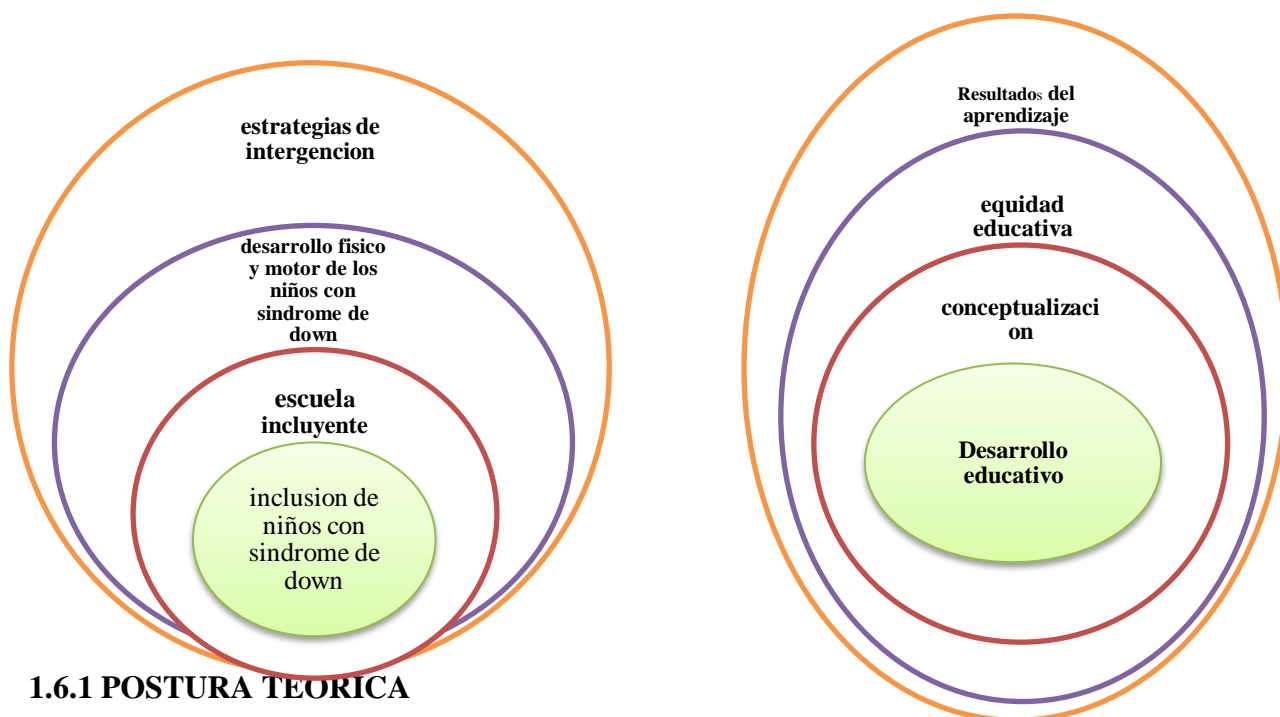 estrategias de
intergencion
desarrollo fisico
y motor de los
niños con
sindrome de
down
escuela
incluyente
inclusion de
niños con
sindrome de
down
Resultados del
aprendizaje
equidad
educativa
conceptualizaci
on
Desarrollo
educativo
1.6.1 POSTURA TEORICA